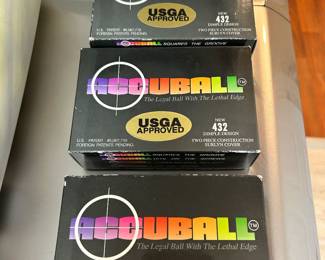 USGA
APPROVED
NEW
432
DIMPLE DESIGN
U.S. PATENT
FOREIGN PATENTS PENDING
TWO PIECE CONSTRUCTION
SURLYN COVER
ACCUBALL SQUARES THE GROOVE
ACCUBALL™
The Legal Ball With The Lethal Edge
USGA
APPROVED
NEW
432
DIMPLE DESIGN
U.S. PATENT
FOREIGN PATENTS PENDING
TWO PIECE CONSTRUCTION
SURLYN COVER
ACCUBALL™
The Legal Ball With The Lethal Edge